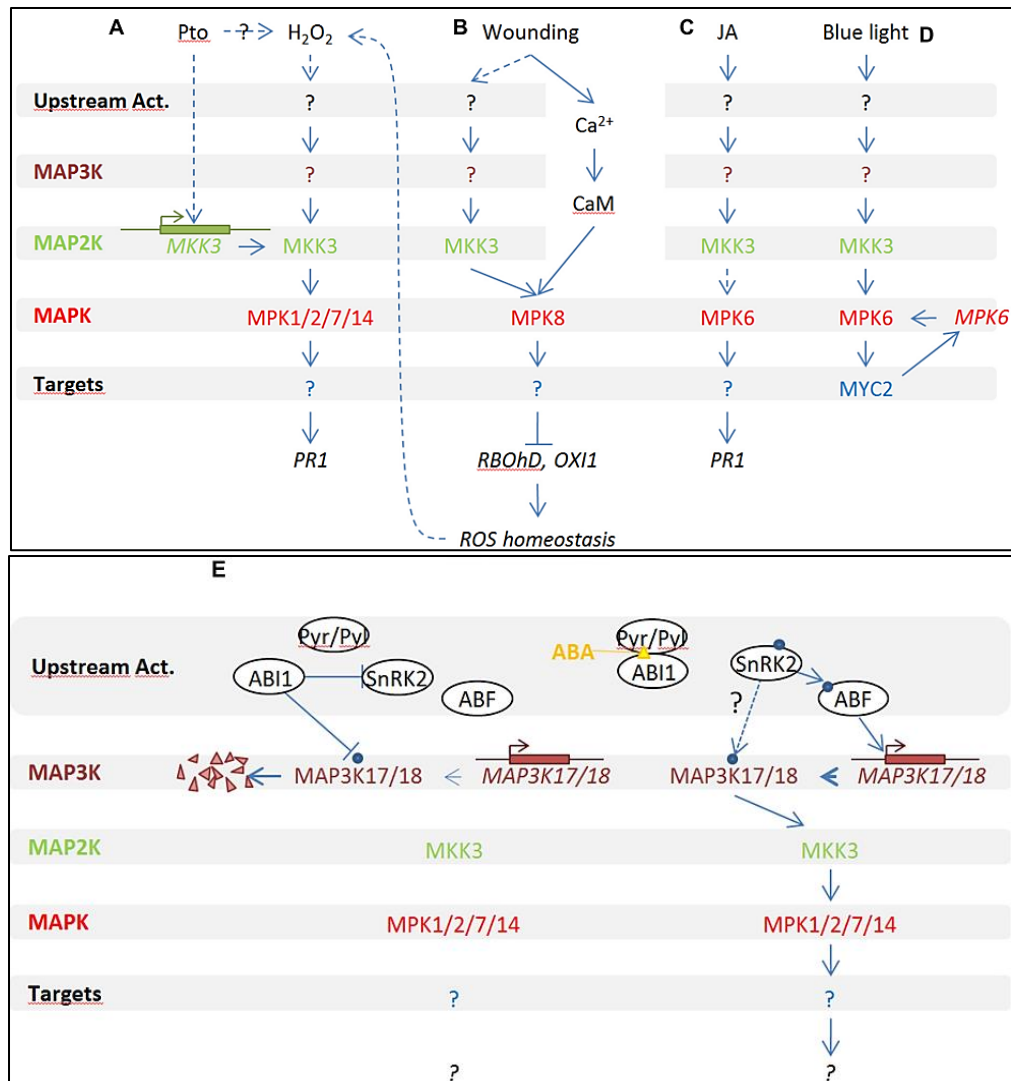 A Pto ? H2O2 B Wounding C JA Blue light D
Upstream Act. ? ? ? ?
Ca2+
MAP3K ? ? ? ?
CaM
MAP2K MKK3 MKK3 MKK3 MKK3 MKK3
MAPK MPK1/2/7/14 MPK8 MPK6 MPK6 MPK6
Targets ? ? ? MYC2
PR1 RBOhD, OXI1 PR1
ROS homeostasis
E
Pyr/Pyl ABA Pyr/Pyl
Upstream Act. ABI1 SnRK2 ABI1 SnRK2
ABF ? ABF
MAP3K MAP3K17/18 MAP3K17/18 MAP3K17/18 MAP3K17/18
MAP2K MKK3 MKK3
MAPK MPK1/2/7/14 MPK1/2/7/14
Targets ? ?
? ?